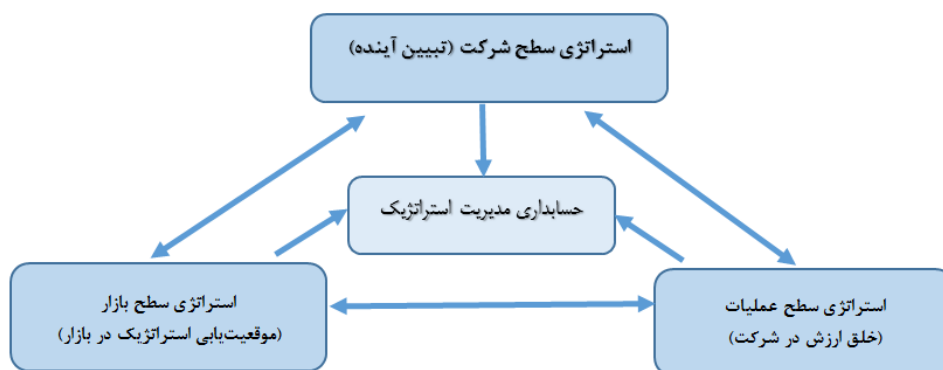 استراتژی سطح شرکت (تبیین آینده)
حسابداری مدیریت استراتژیک
استراتژی سطح عملیات
(خلق ارزش در شرکت)
استراتژی سطح بازار
(موقعیت‌یابی استراتژیک در بازار)